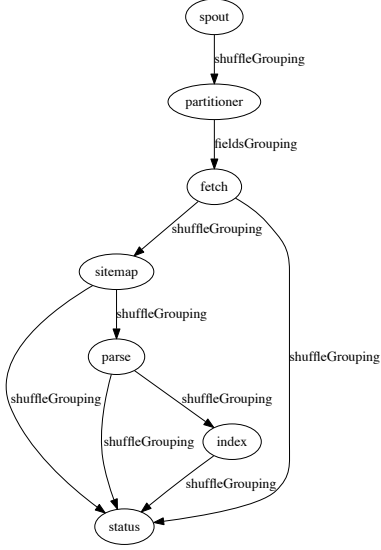 spout
shuffleGrouping
partitioner
fieldsGrouping
fetch
shuffleGrouping
sitemap
shuffleGrouping
parse
shuffleGrouping
shuffleGrouping
shuffleGrouping
shuffleGrouping
index
shuffleGrouping
status